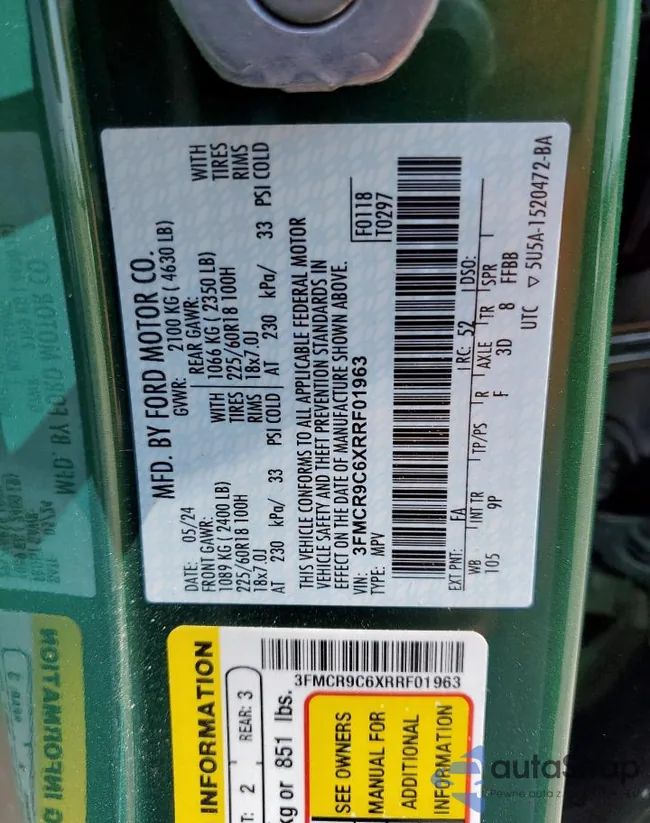 MFD. BY FORD MOTOR CO.
DATE: 05/24
GVWR: 2100 KG ( 4630 LB)
FRONT GAWR:
REAR GAWR:
1089 KG ( 2400 LB)
WITH
1066 KG ( 2350 LB)
WITH
225/60R18 100H
TIRES
225/60R18 100H
TIRES
18x7.0J
RIMS
18x7.0J
RIMS
AT 230 kPa/ 33 PSI COLD
AT 230 kPa/ 33 PSI COLD
THIS VEHICLE CONFORMS TO ALL APPLICABLE FEDERAL MOTOR
VEHICLE SAFETY AND THEFT PREVENTION STANDARDS IN
EFFECT ON THE DATE OF MANUFACTURE SHOWN ABOVE.
VIN: 3FMCR9C6XRRF01963
TYPE: MPV
F0118
T0297
EXT PNT: FA RC: 52 DSO:
WB INT TR TP/PS R AXLE TR SPR
105 9P F 3D 8 FFBB
UTC ▽ 5U5A-1520472-BA
INFORMATION
T: 2 REAR: 3
kg or 851 lbs.
3FMCR9C6XRRF01963
SEE OWNERS
MANUAL FOR
ADDITIONAL
INFORMATION
autaSnap